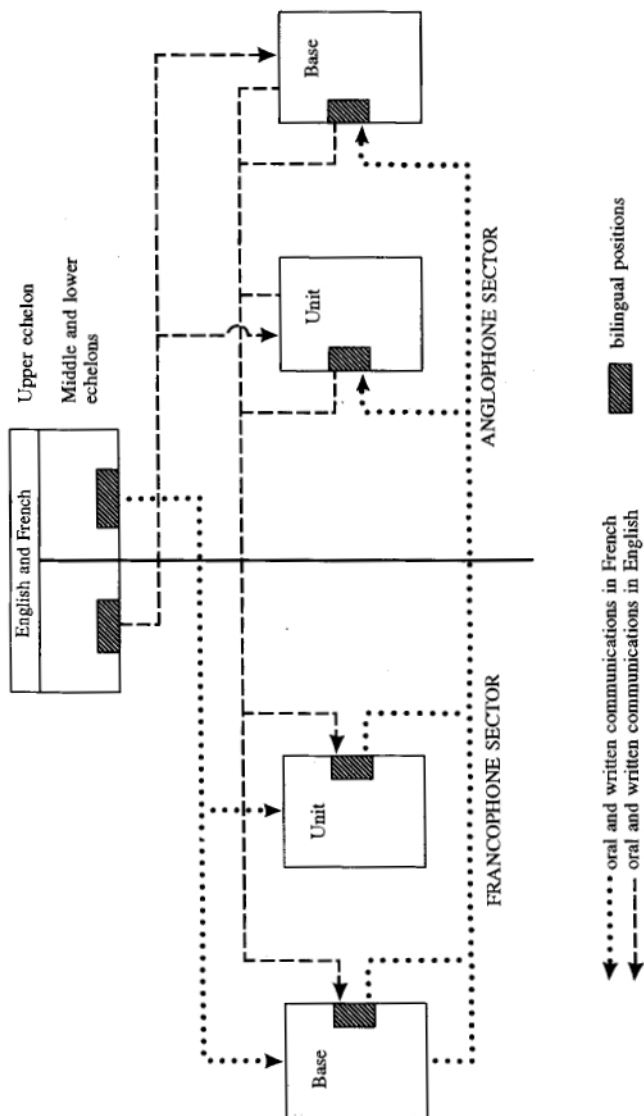 English and French
Upper echelon
Middle and lower
echelons
Base
Unit
Unit
Base
FRANCOPHONE SECTOR
ANGLOPHONE SECTOR
oral and written communications in French
oral and written communications in English
bilingual positions